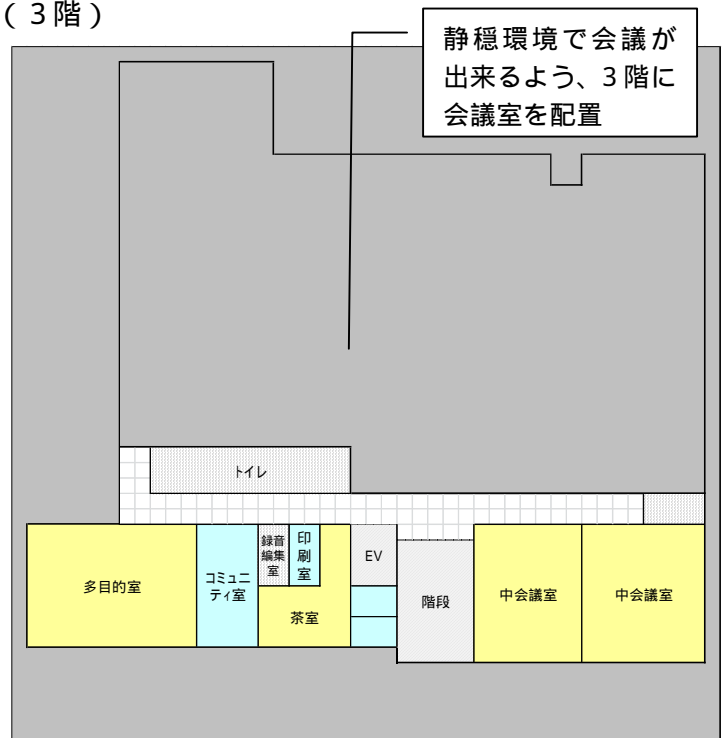 (３階)
静穏環境で会議が
出来るよう、３階に
会議室を配置
トイレ
多目的室
コミュニ
ティ室
録音
編集
室
印
刷
室
茶室
EV
階段
中会議室
中会議室